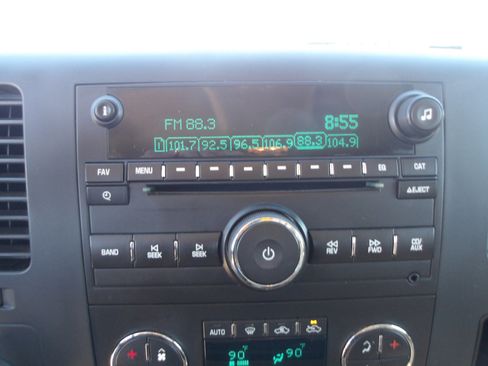 FM 88.3 8:55
1 101.7 92.5 96.5 106.9 88.3 104.9
FAV MENU EQ CAT
EJECT
BAND SEEK SEEK REV FWD CD/AUX
AUTO
90°F 90°F